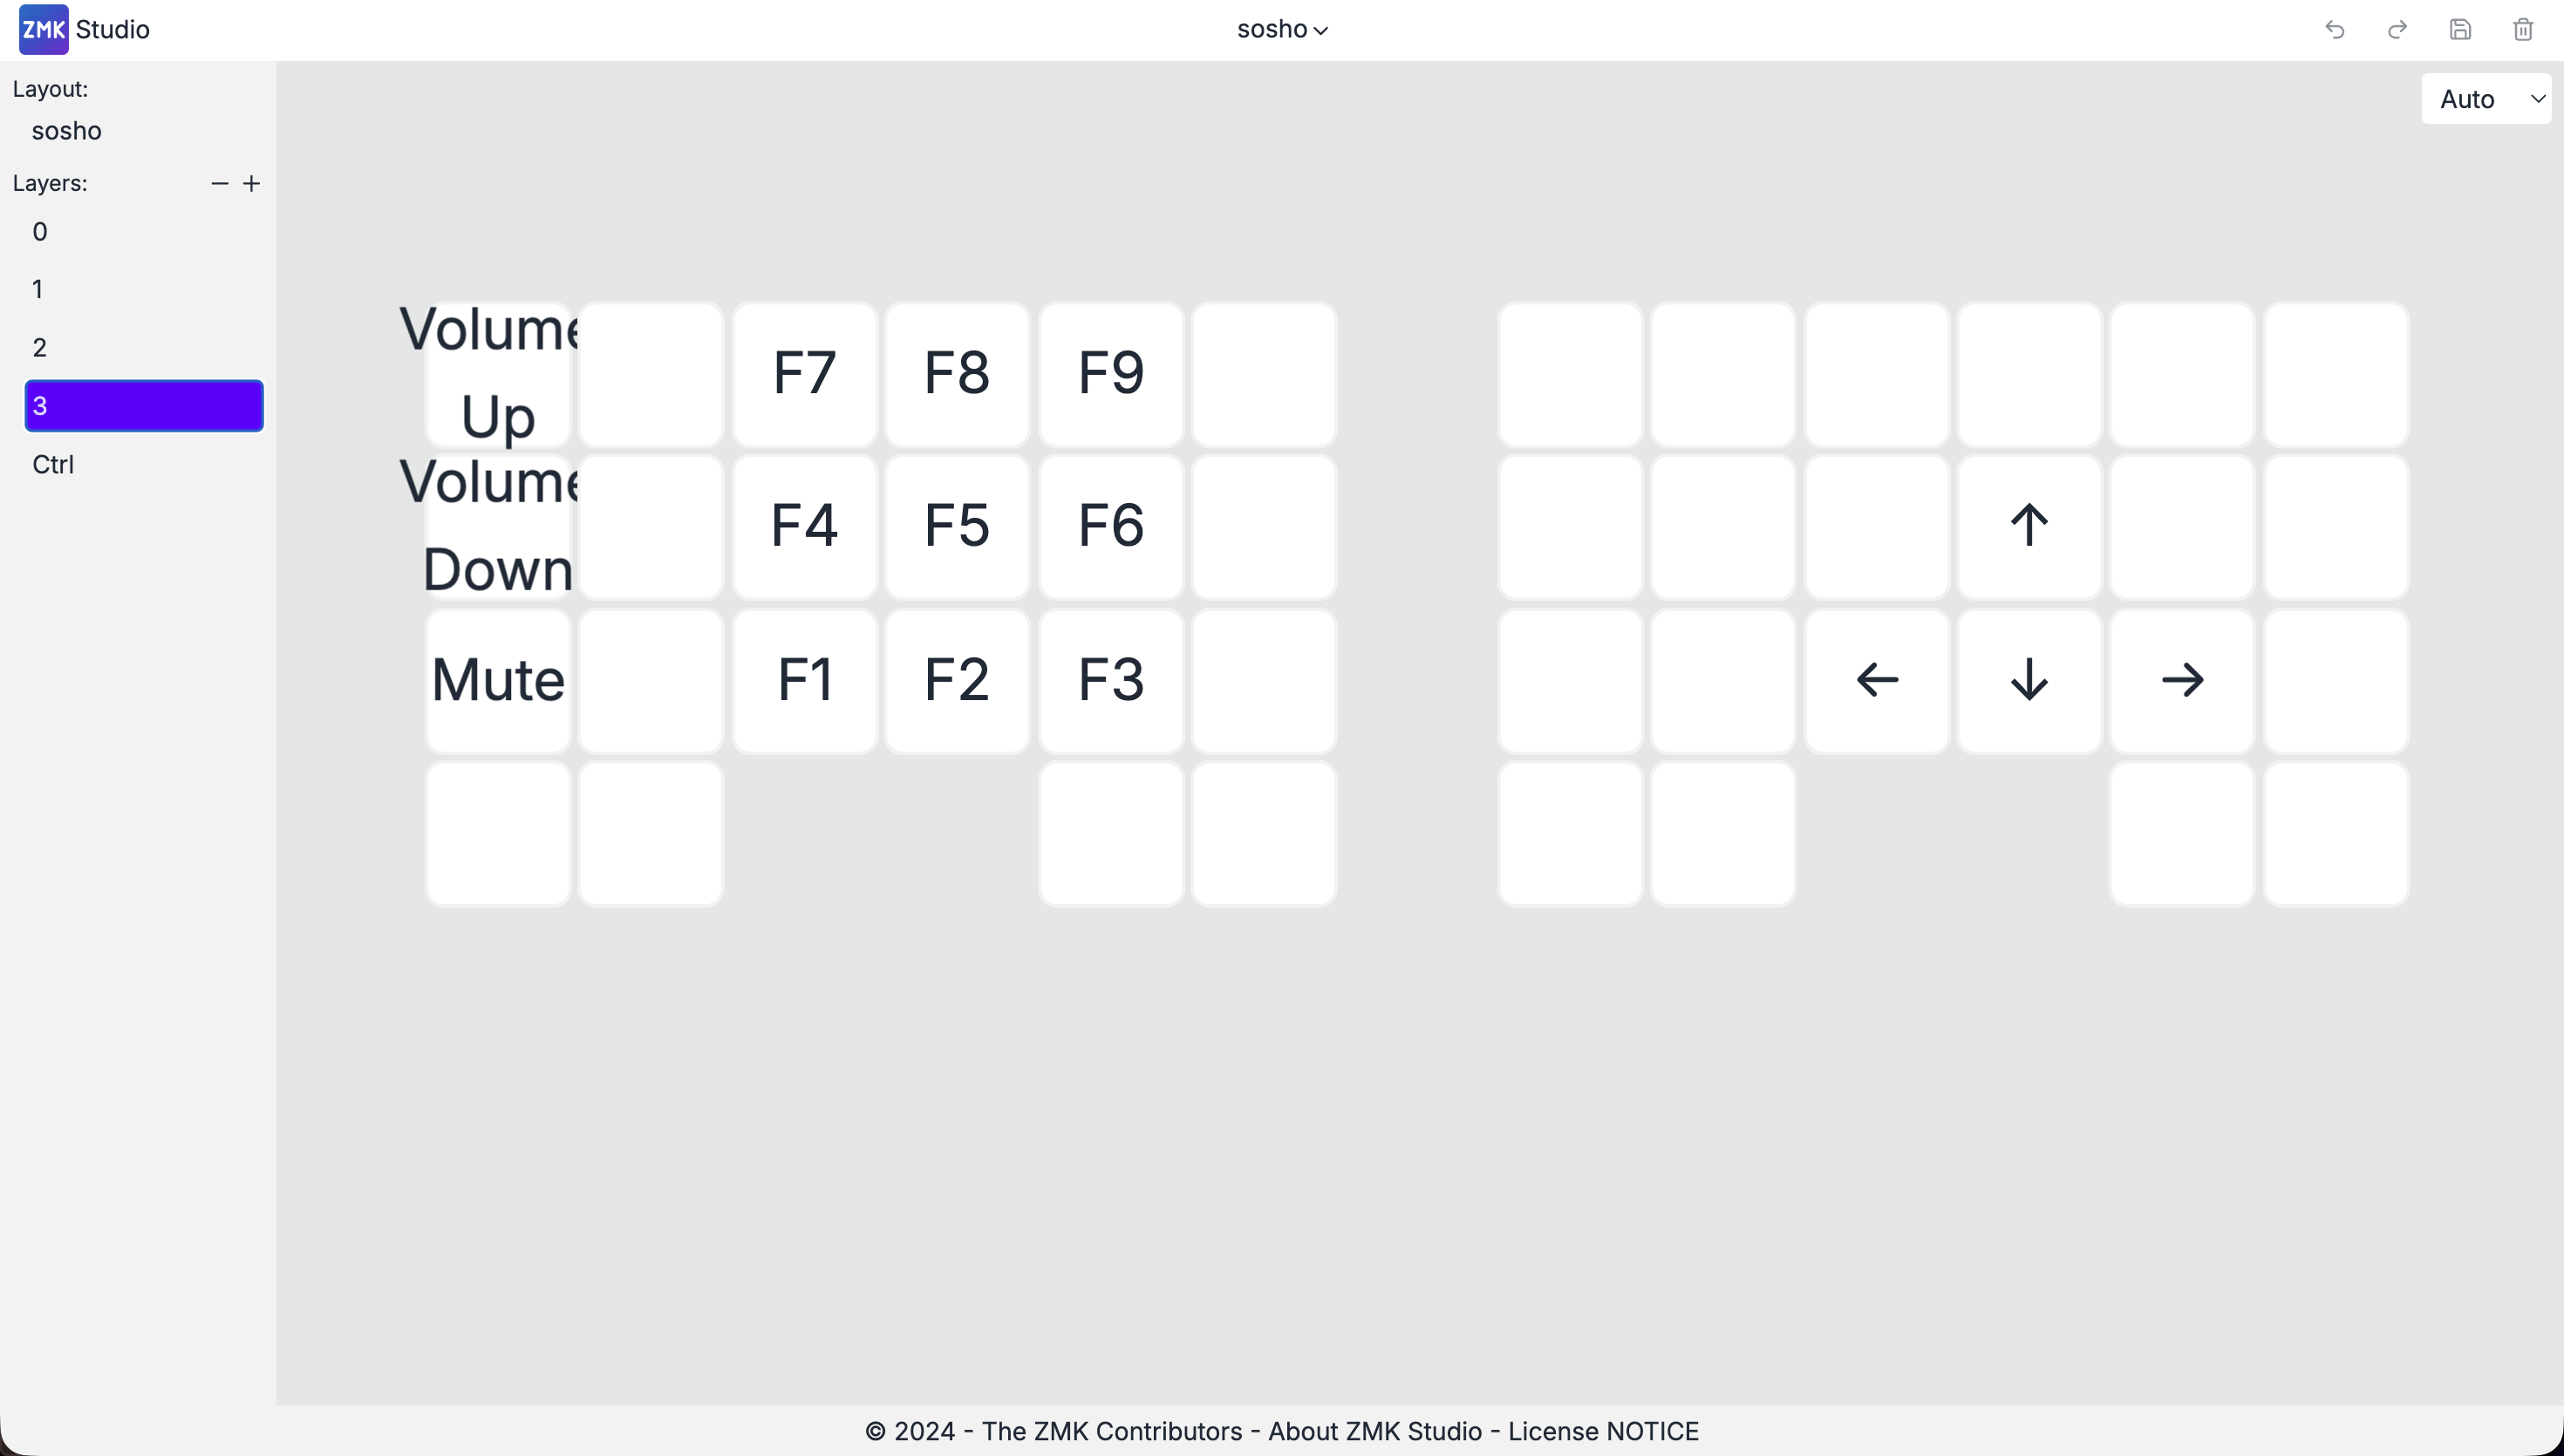 ZMK Studio
sosho
Auto
Layout:
sosho
Layers:
0
1
2
3
Ctrl
Volume Up
F7 F8 F9
Volume Down
F4 F5 F6 ↑
Mute F1 F2 F3 ← ↓ →
© 2024 - The ZMK Contributors - About ZMK Studio - License NOTICE